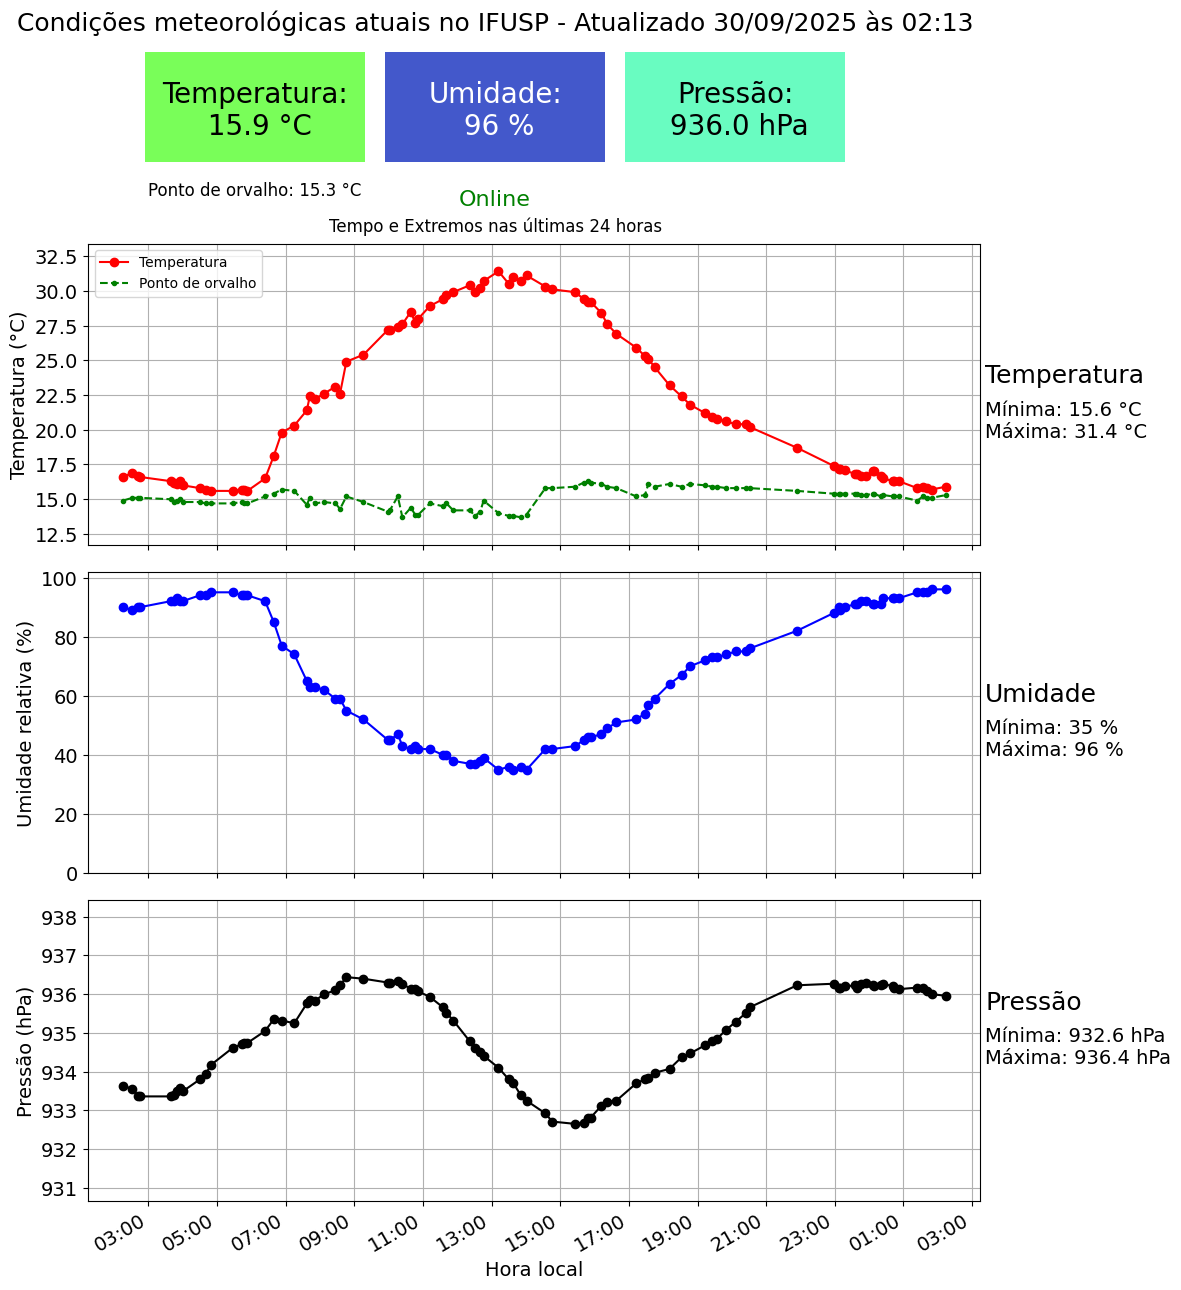 Condições meteorológicas atuais no IFUSP - Atualizado 30/09/2025 às 02:13
Temperatura:
15.9 °C
Umidade:
96 %
Pressão:
936.0 hPa
Ponto de orvalho: 15.3 °C
Online
Tempo e Extremos nas últimas 24 horas
Temperatura (°C)
32.5
30.0
27.5
25.0
22.5
20.0
17.5
15.0
12.5
Temperatura
Ponto de orvalho
Temperatura
Mínima: 15.6 °C
Máxima: 31.4 °C
Umidade relativa (%)
100
80
60
40
20
0
Umidade
Mínima: 35 %
Máxima: 96 %
Pressão (hPa)
938
937
936
935
934
933
932
931
Pressão
Mínima: 932.6 hPa
Máxima: 936.4 hPa
03:00
05:00
07:00
09:00
11:00
13:00
15:00
17:00
19:00
21:00
23:00
01:00
03:00
Hora local